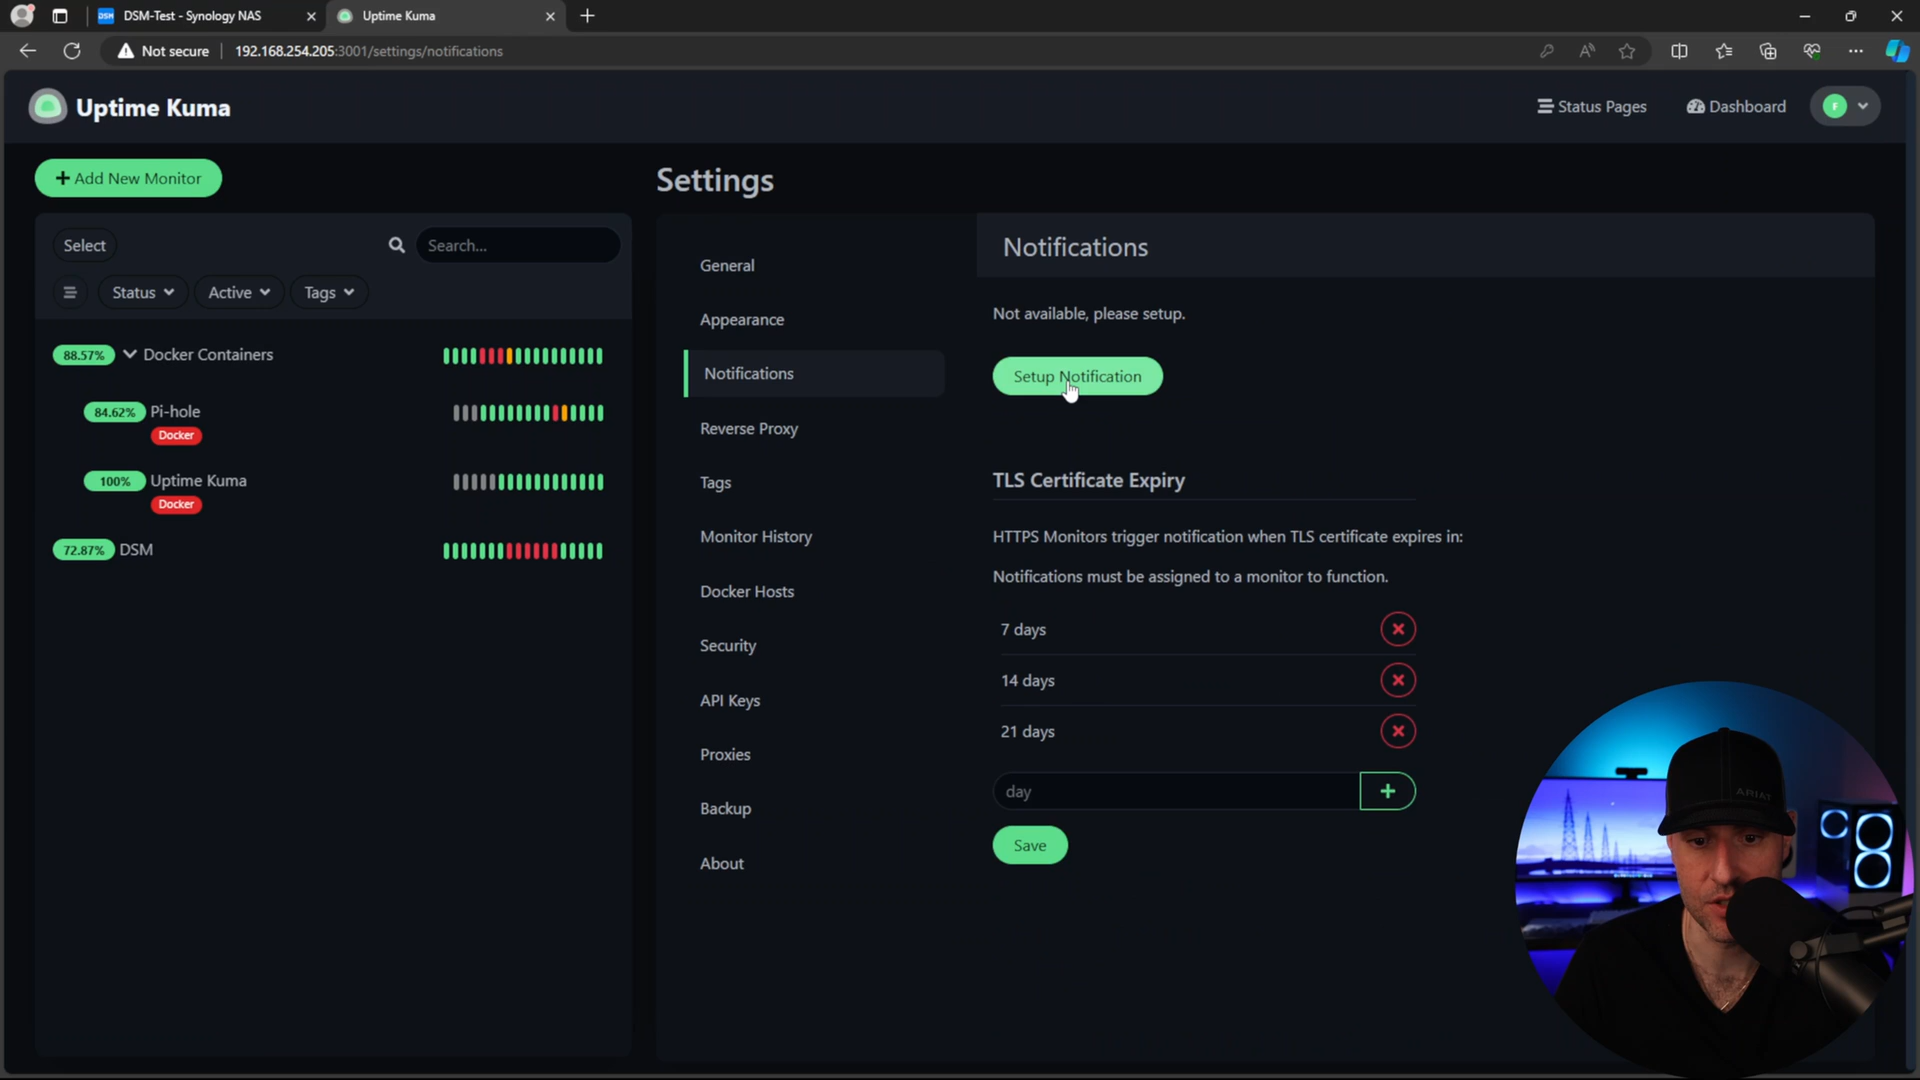 DSM-Test - Synology NAS
Uptime Kuma
Not secure
192.168.254.205:3001/settings/notifications
Uptime Kuma
Status Pages
Dashboard
F
Add New Monitor
Settings
Select
Search...
Status
Active
Tags
88.57%
Docker Containers
84.62%
Pi-hole
Docker
100%
Uptime Kuma
Docker
72.87%
DSM
General
Appearance
Notifications
Reverse Proxy
Tags
Monitor History
Docker Hosts
Security
API Keys
Proxies
Backup
About
Notifications
Not available, please setup.
Setup Notification
TLS Certificate Expiry
HTTPS Monitors trigger notification when TLS certificate expires in:
Notifications must be assigned to a monitor to function.
7 days
14 days
21 days
day
Save
ARIAT